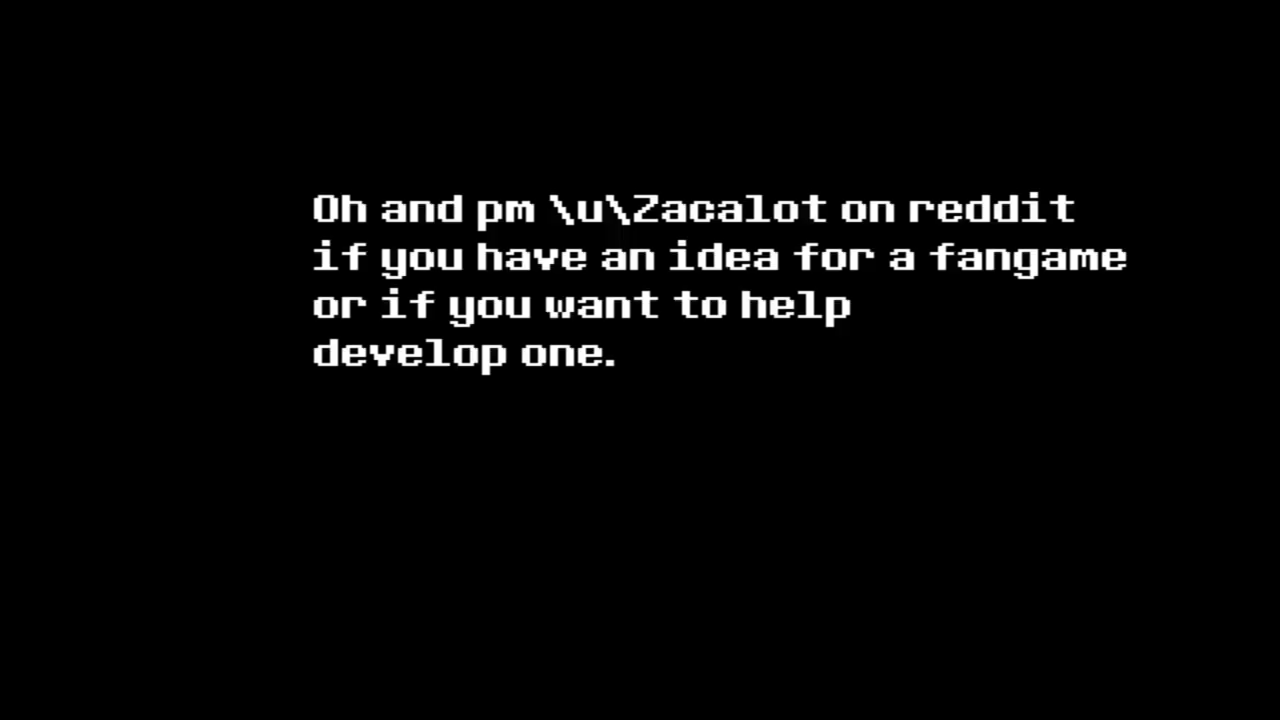 Oh and pm \u\Zacalot on reddit
if you have an idea for a fangame
or if you want to help
develop one.